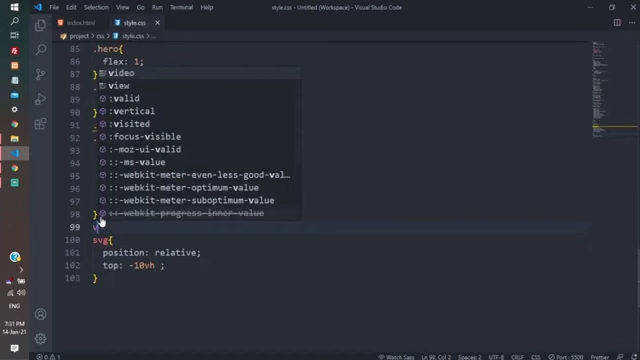 File Edit Selection View Go Run Terminal Help
style.css - Untitled (Workspace) - Visual Studio Code
index.html
style.css
project > css > style.css > ...
85 .hero{
86 flex: 1;
87 }
video
88 .
view
89
:valid
90 }
:vertical
:visited
92 .
:focus-visible
93
:-moz-ui-valid
94
::-ms-value
95
::-webkit-meter-even-less-good-val…
96
::-webkit-meter-optimum-value
97
::-webkit-meter-suboptimum-value
98 }
::-webkit-progress-inner-value
99 v
100 svg{
101 position: relative;
102 top: -10vh ;
103 }
ENG
7:31 PM
14-Jan-21
0 1
Watch Sass
Ln 99, Col 2
Spaces: 2
UTF-8
CRLF
CSS
Port : 5500
Prettier